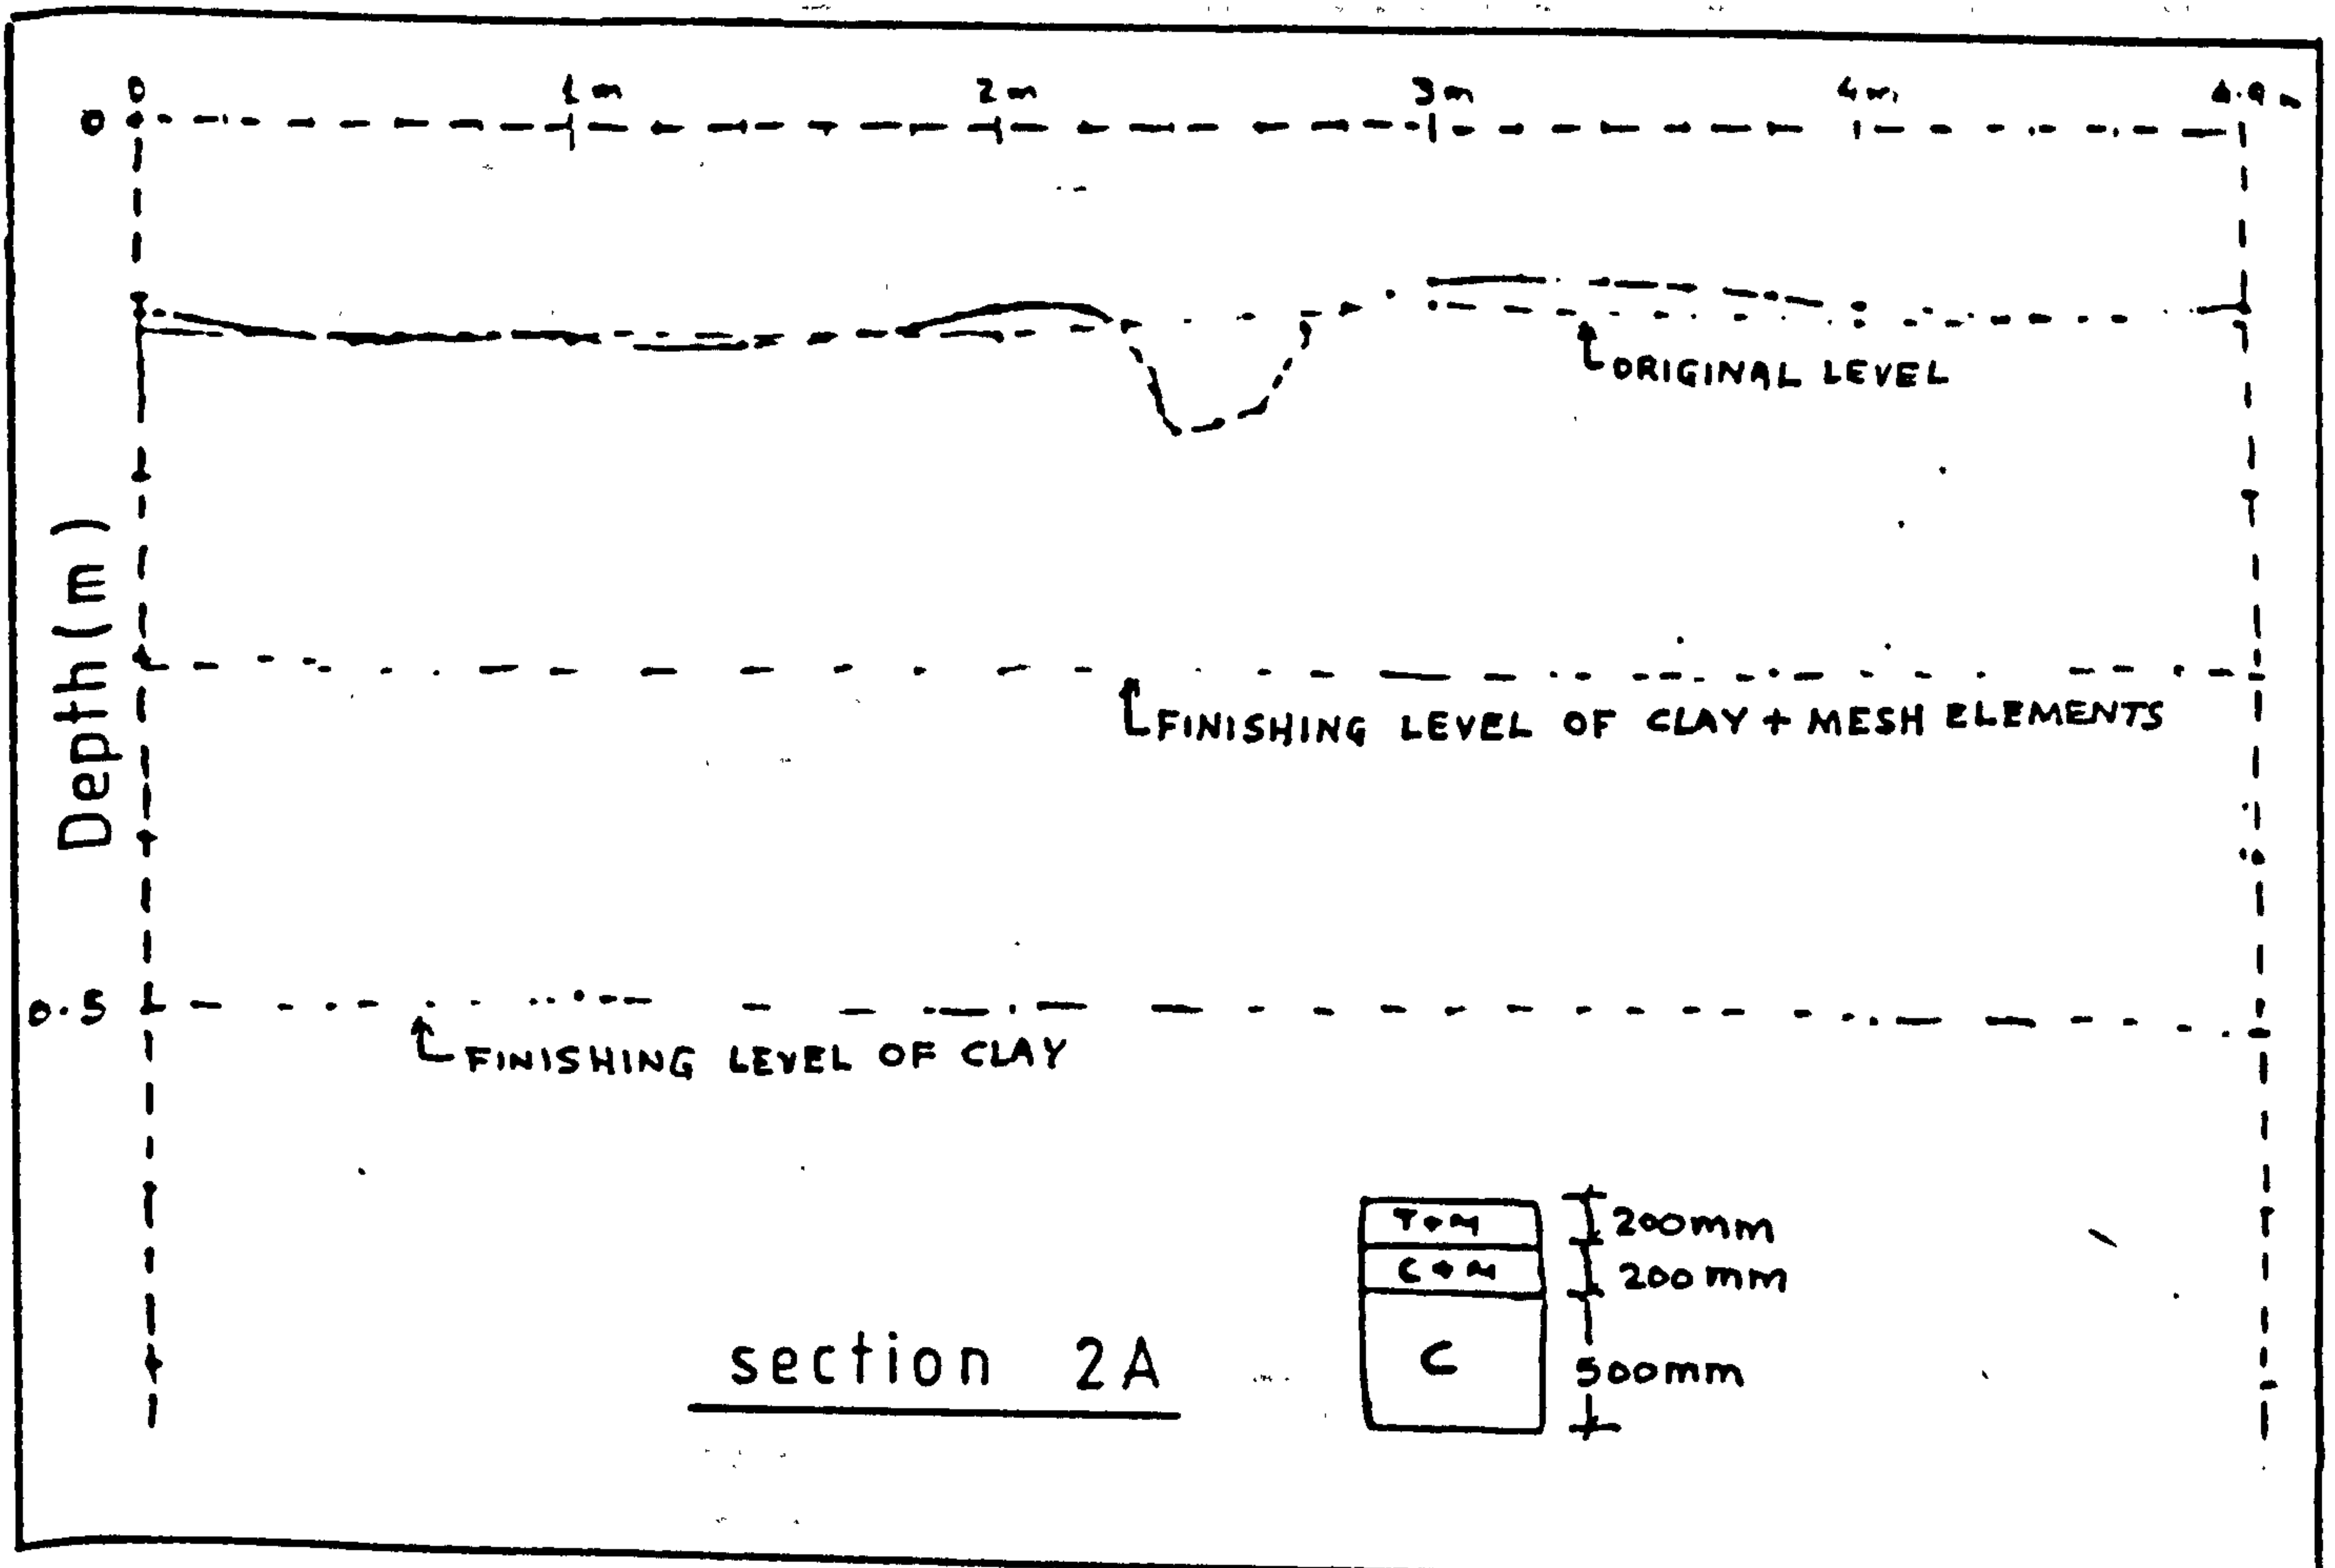 0 1m 2m 3m 4m 4.9m
0
ORIGINAL LEVEL
Depth(m)
FINISHING LEVEL OF CLAY + MESH ELEMENTS
0.5
FINISHING LEVEL OF CLAY
T+M 200mm
C+M 200mm
C 500mm
section 2A